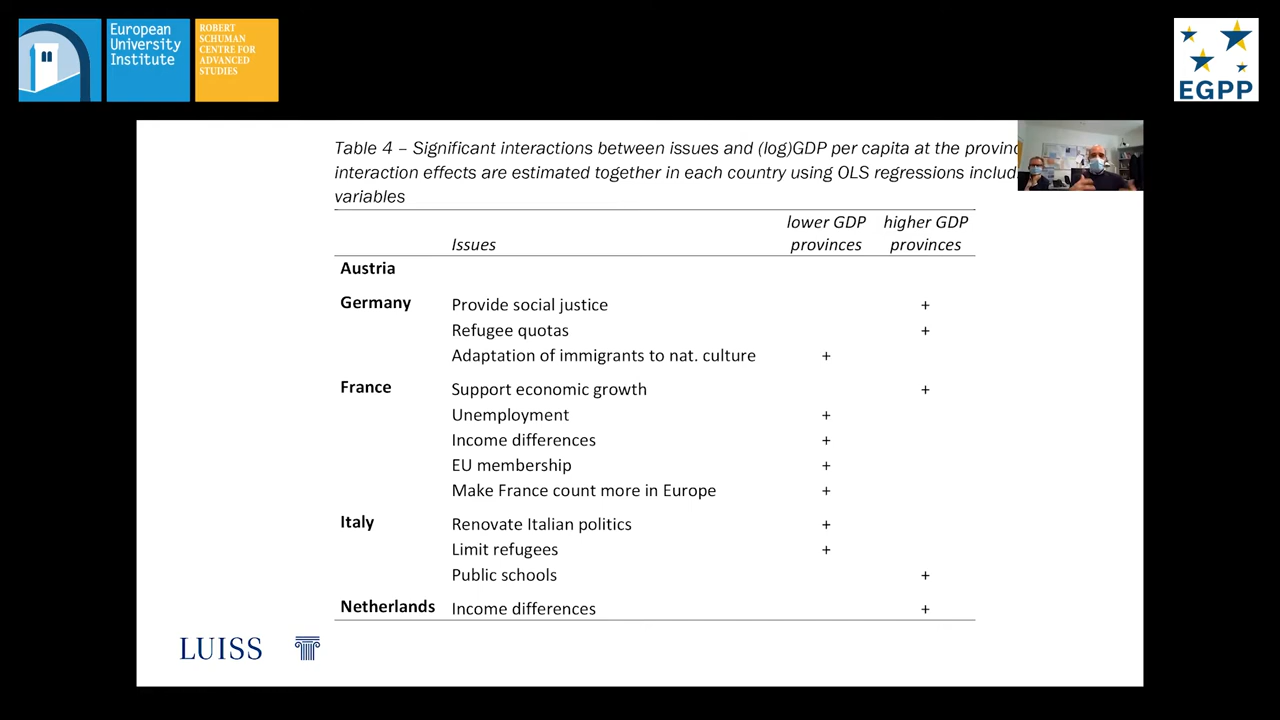 European
University
Institute
ROBERT
SCHUMAN
CENTRE FOR
ADVANCED
STUDIES
EGPP
Table 4 – Significant interactions between issues and (log)GDP per capita at the
interaction effects are estimated together in each country using OLS regressions
variables
Issues lower GDP provinces higher GDP provinces
Austria
Germany Provide social justice +
Refugee quotas +
Adaptation of immigrants to nat. culture +
France Support economic growth +
Unemployment +
Income differences +
EU membership +
Make France count more in Europe +
Italy Renovate Italian politics +
Limit refugees +
Public schools +
Netherlands Income differences +
LUISS